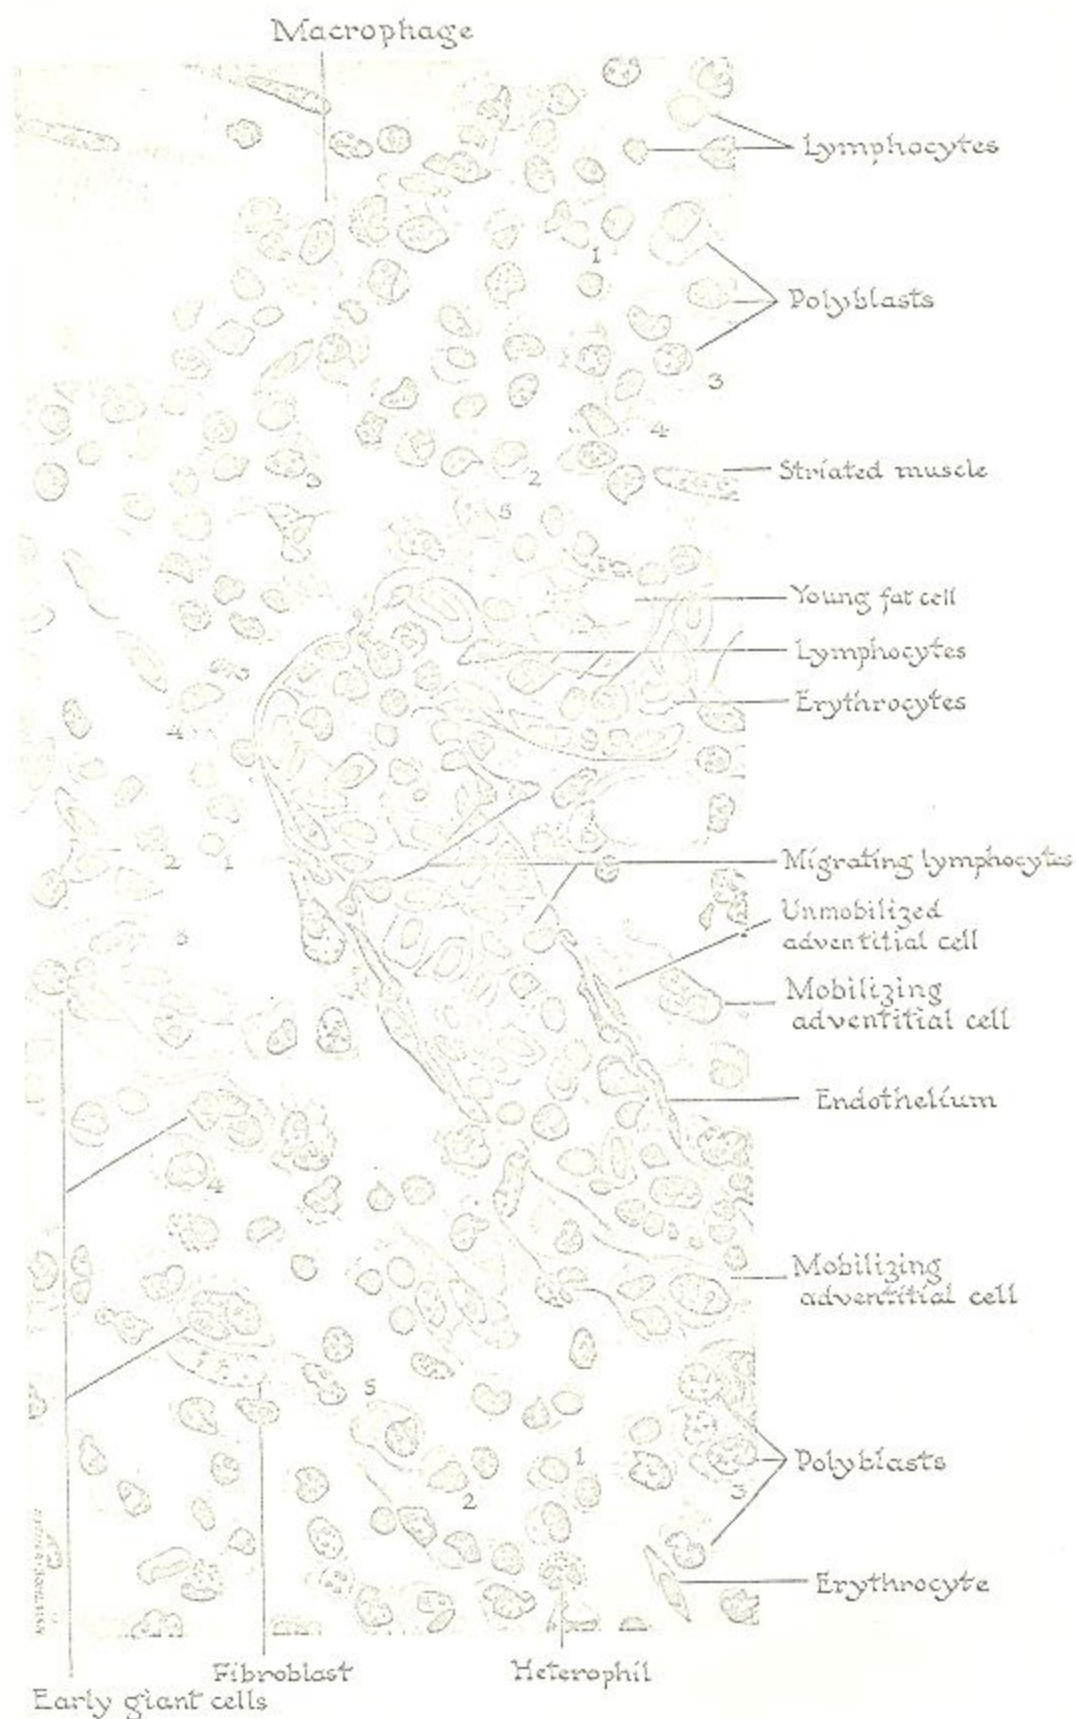 Macrophage
Lymphocytes
1
Polyblasts
3
4
Striated muscle
3
2
5
Young fat cell
Lymphocytes
Erythrocytes
4
2
1
Migrating lymphocytes
Unmobilized
adventitial cell
3
Mobilizing
adventitial cell
Endothelium
4
Mobilizing
adventitial cell
5
1
Polyblasts
2
3
Erythrocyte
Fibroblast
Heterophil
Early giant cells